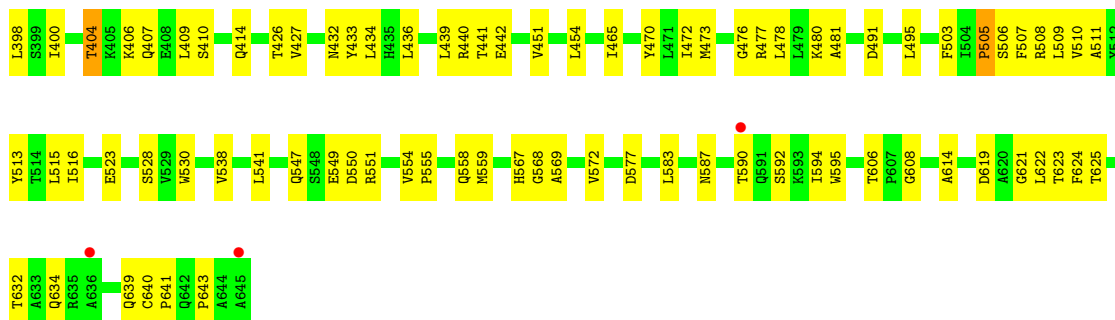 L398 S399 I400 T404 K405 K406 Q407 E408 L409 S410 Q414 T426 V427 N432 Y433 L434 H435 L436 L439 R440 T441 E442 V451 L454 I465 Y470 L471 I472 M473 G476 R477 L478 L479 K480 A481 D491 L495 F503 I504 P505 S506 F507 R508 L509 V510 A511 Y512
Y513 T514 L515 I516 E523 S528 V529 W530 V538 L541 Q547 S548 E549 D550 R551 V554 P555 Q558 M559 H567 G568 A569 V572 D577 L583 N587 T590 Q591 S592 K593 I594 W595 T606 P607 G608 A614 D619 A620 G621 L622 T623 F624 T625
T632 A633 Q634 R635 A636 Q639 C640 P641 Q642 P643 A644 A645